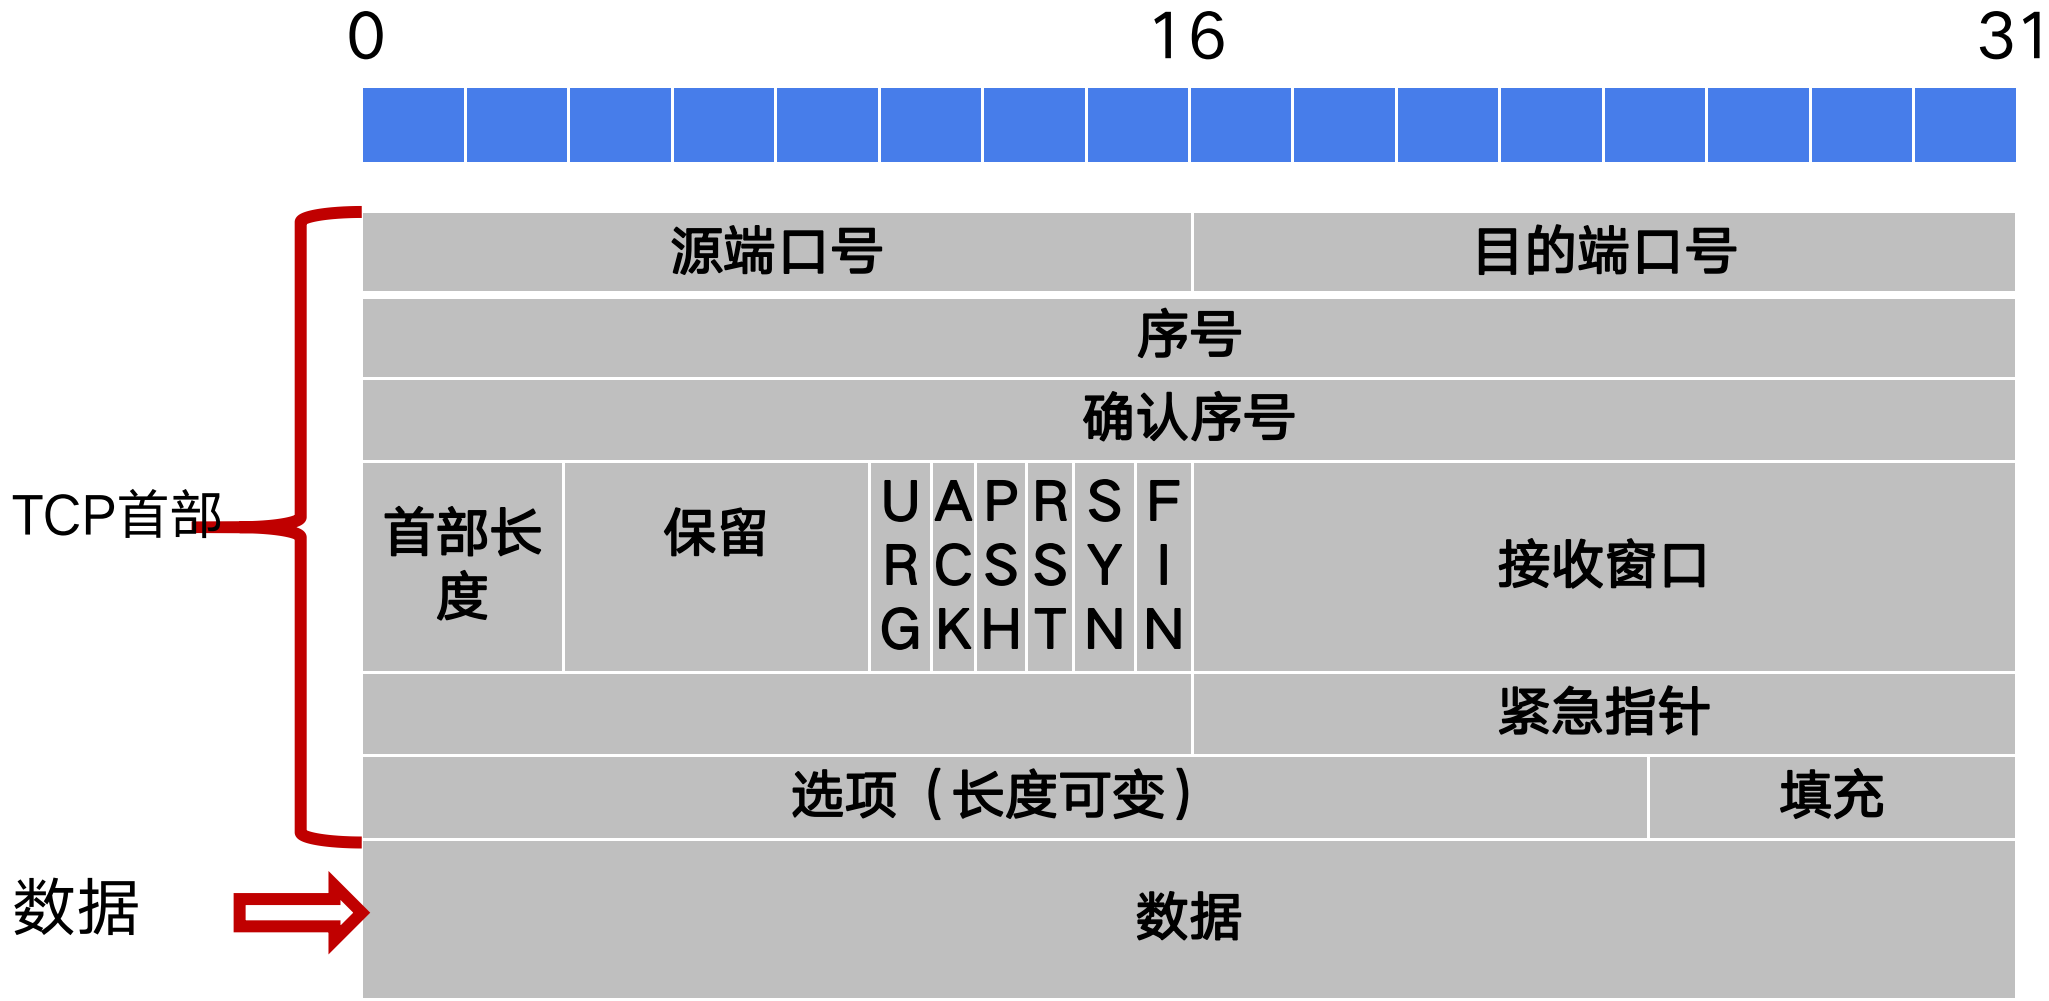 0 16 31
源端口号 目的端口号
序号
确认序号
TCP首部
首部长
度
保留
URG
ACK
PSH
RST
SYN
FIN
接收窗口
紧急指针
选项（长度可变） 填充
数据
数据